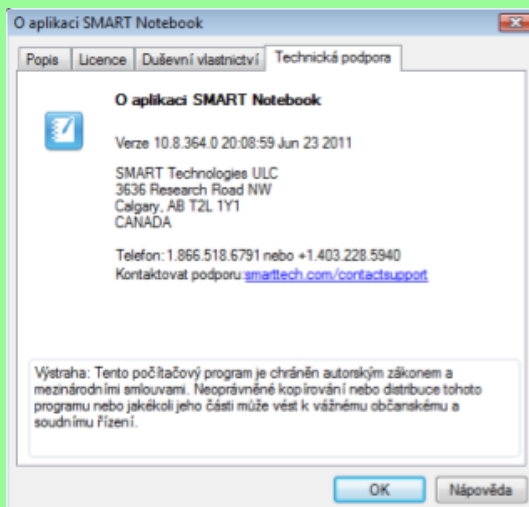 O aplikaci SMART Notebook
Popis Licence Duševní vlastnictví Technická podpora
O aplikaci SMART Notebook
Verze 10.8.364.0 20:08:59 Jun 23 2011
SMART Technologies ULC
3636 Research Road NW
Calgary, AB T2L 1Y1
CANADA
Telefon:1.866.518.6791 nebo +1.403.228.5940
Kontaktovat podporu:smarttech.com/contactsupport
Výstraha: Tento počítačový program je chráněn autorským zákonem a
mezinárodními smlouvami. Neoprávněné kopírování nebo distribuce tohoto
programu nebo jakékoli jeho části může vést k vážnému občanskému a
soudnímu řízení.
OK Nápověda